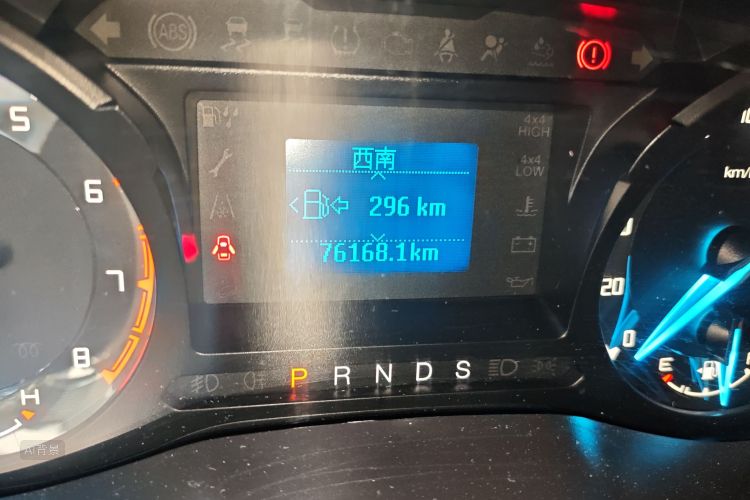 ABS
10
5
4x4
HIGH
西南
4x4
LOW
km/h
6
296 km
76168.1km
7
20
0
8
P R N D S
E
H
AI背景